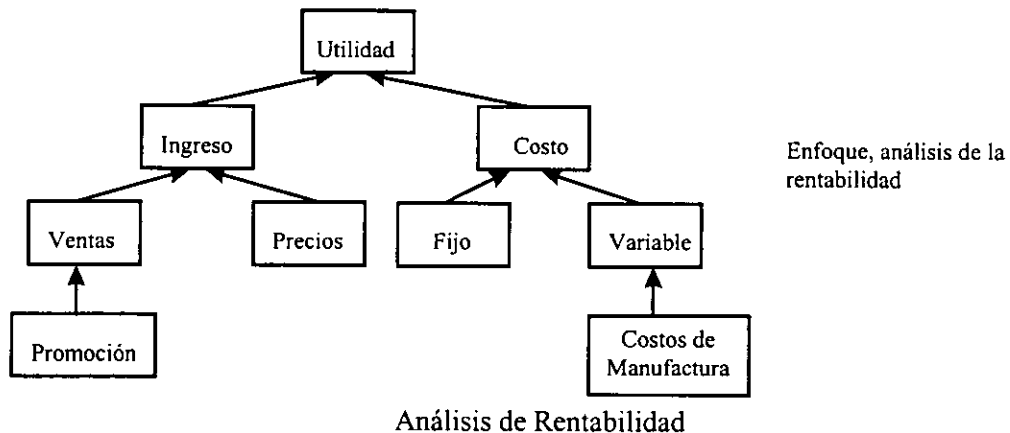 Utilidad
Ingreso
Costo
Enfoque, análisis de la
rentabilidad
Ventas
Precios
Fijo
Variable
Promoción
Costos de
Manufactura
Análisis de Rentabilidad